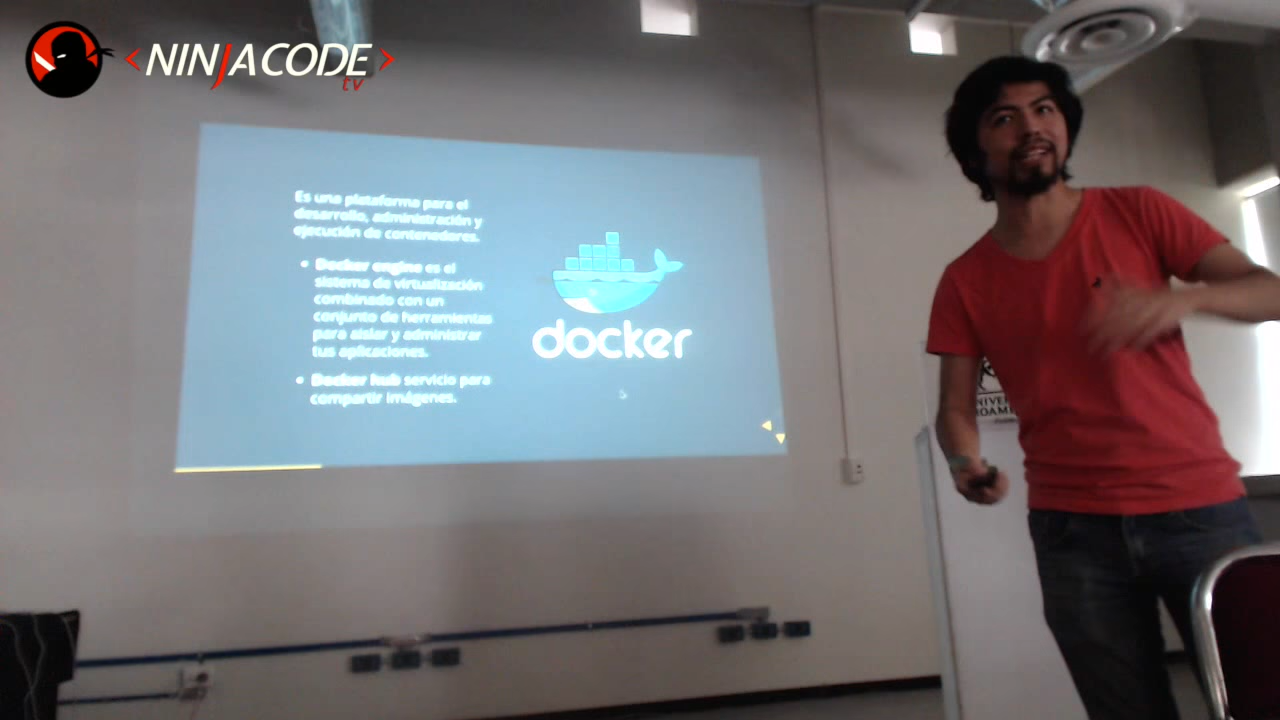 <NINJACODE>
tv
Es una plataforma para el
desarrollo, administración y
ejecución de contenedores.
• Docker engine es el
sistema de virtualización
combinado con un
conjunto de herramientas
para aislar y administrar
tus aplicaciones.
• Docker hub servicio para
compartir imágenes.
docker